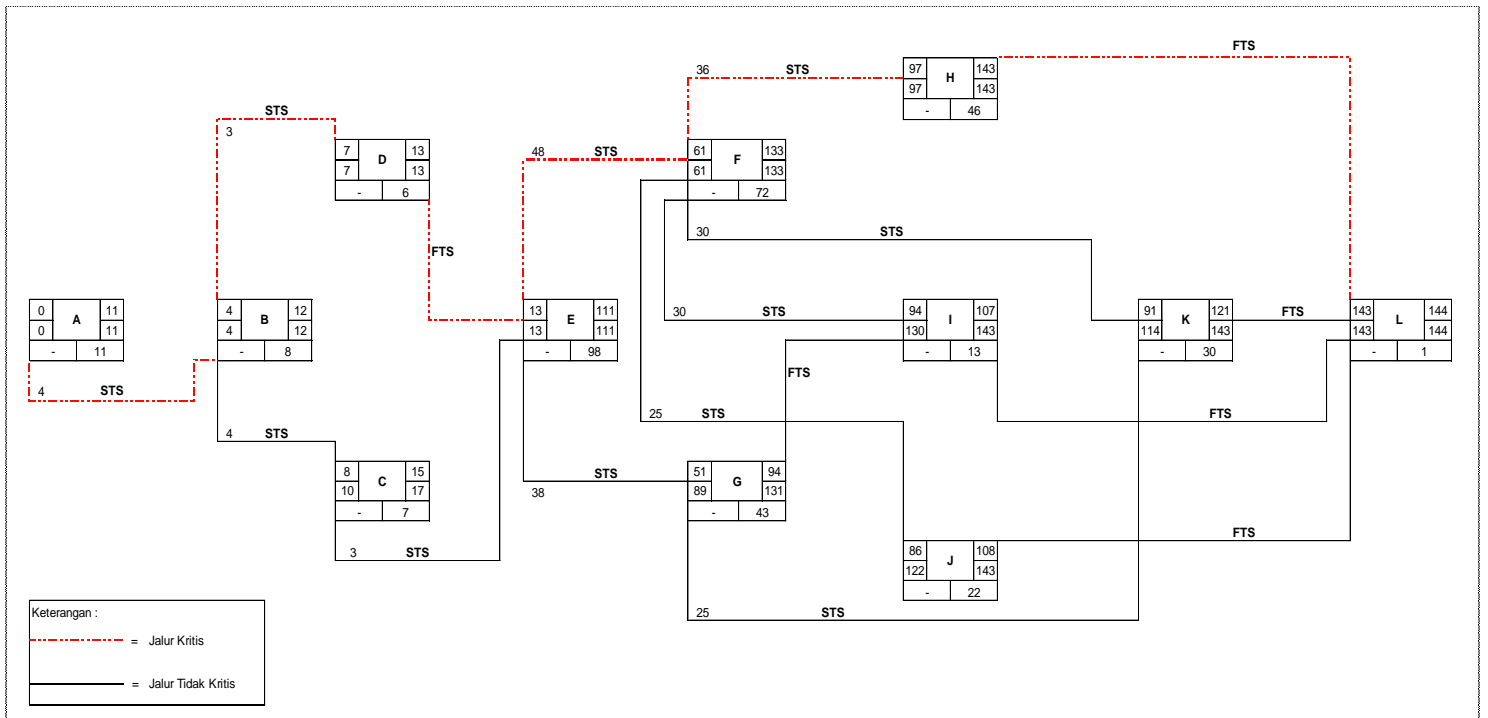 FTS
36 STS
97 H 143
97 143
- 46
STS
3
7 D 13
7 13
- 6
48 STS
61 F 133
61 133
- 72
FTS
30 STS
0 A 11
0 11
- 11
4 B 12
4 12
- 8
13 E 111
13 111
- 98
30 STS
94 I 107
130 143
- 13
91 K 121
114 143
- 30
FTS
143 L 144
143 144
- 1
FTS
4 STS
4 STS
25 STS
FTS
8 C 15
10 17
- 7
STS
38
51 G 94
89 131
- 43
3 STS
FTS
86 J 108
122 143
- 22
25 STS
Keterangan :
= Jalur Kritis
= Jalur Tidak Kritis